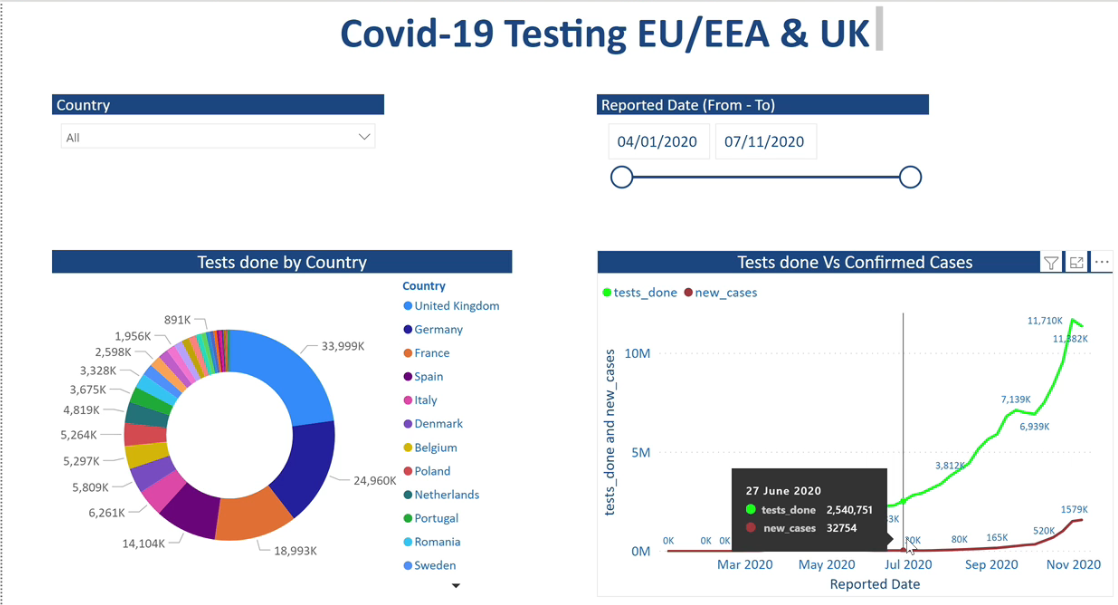 Covid-19 Testing EU/EEA & UK
Country
All
Reported Date (From - To)
04/01/2020 07/11/2020
Tests done by Country
Country
United Kingdom
Germany
France
Spain
Italy
Denmark
Belgium
Poland
Netherlands
Portugal
Romania
Sweden
891K
1,956K
2,598K
3,328K
3,675K
4,819K
5,264K
5,297K
5,809K
6,261K
14,104K
18,993K
24,960K
33,999K
Tests done Vs Confirmed Cases
tests_done new_cases
tests_done and new_cases
10M
5M
0M
11,710K
11,382K
7,139K
6,939K
3,812K
1579K
520K
165K
80K
0K 0K 0K
27 June 2020
tests_done 2,540,751
new_cases 32754
Mar 2020 May 2020 Jul 2020 Sep 2020 Nov 2020
Reported Date